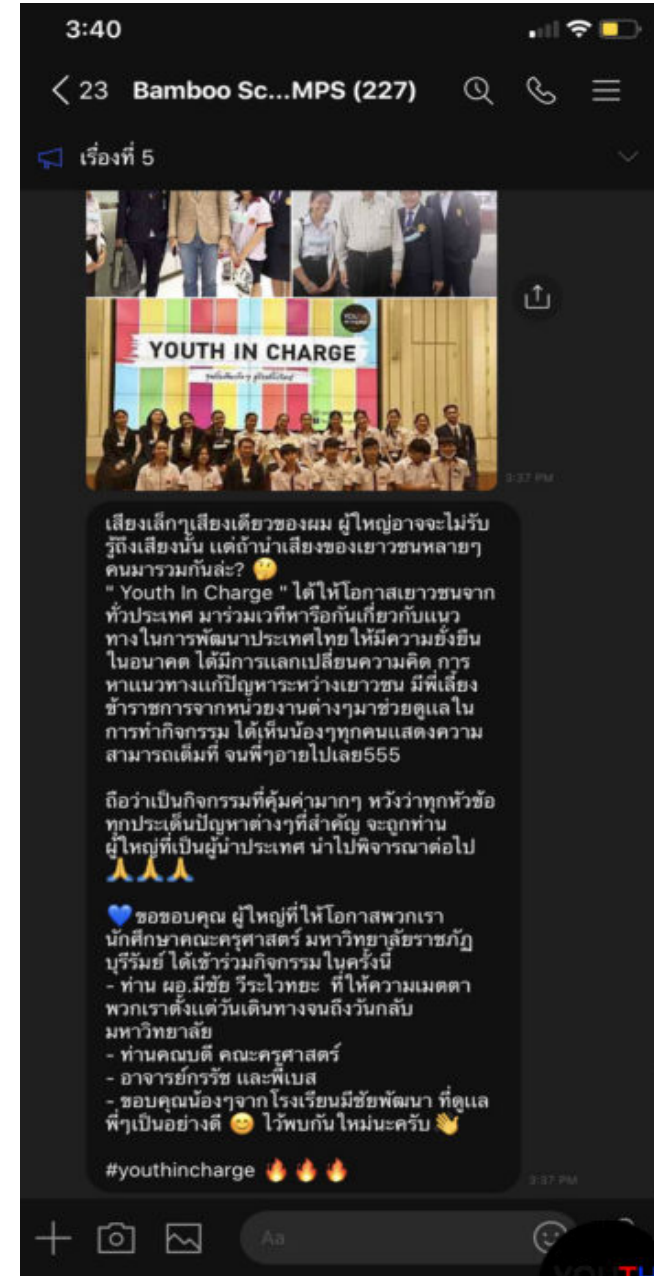 3:40
23 Bamboo Sc...MPS (227)
เรื่องที่ 5
YOUTH IN CHARGE
3:37 PM
เสียงเล็กๆเสียงเดียวของผม ผู้ใหญ่อาจจะไม่รับ
รู้ถึงเสียงนั้น แต่ถ้านำเสียงของเยาวชนหลายๆ
คนมารวมกันล่ะ? 🤔
" Youth In Charge " ได้ให้โอกาสเยาวชนจาก
ทั่วประเทศ มาร่วมเวทีหารือกันเกี่ยวกับแนว
ทางในการพัฒนาประเทศไทยให้มีความยั่งยืน
ในอนาคต ได้มีการแลกเปลี่ยนความคิด การ
หาแนวทางแก้ปัญหาระหว่างเยาวชน มีพี่เลี้ยง
ข้าราชการจากหน่วยงานต่างๆมาช่วยดูแลใน
การทำกิจกรรม ได้เห็นน้องๆทุกคนแสดงความ
สามารถเต็มที่ จนพี่ๆอายไปเลย555
ถือว่าเป็นกิจกรรมที่คุ้มค่ามากๆ หวังว่าทุกหัวข้อ
ทุกประเด็นปัญหาต่างๆที่สำคัญ จะถูกท่าน
ผู้ใหญ่ที่เป็นผู้นำประเทศ นำไปพิจารณาต่อไป
🙏🙏🙏
💙ขอขอบคุณ ผู้ใหญ่ที่ให้โอกาสพวกเรา
นักศึกษาคณะครุศาสตร์ มหาวิทยาลัยราชภัฏ
บุรีรัมย์ ได้เข้าร่วมกิจกรรมในครั้งนี้
- ท่าน ผอ.มีชัย วีระไวทยะ ที่ให้ความเมตตา
พวกเราตั้งแต่วันเดินทางจนถึงวันกลับ
มหาวิทยาลัย
- ท่านคณบดี คณะครุศาสตร์
- อาจารย์กรรัช และพี่เบส
- ขอบคุณน้องๆจากโรงเรียนมีชัยพัฒนา ที่ดูแล
พี่ๆเป็นอย่างดี 😊 ไว้พบกันใหม่นะครับ 👋
#youthincharge 🔥🔥🔥
3:37 PM
Aa